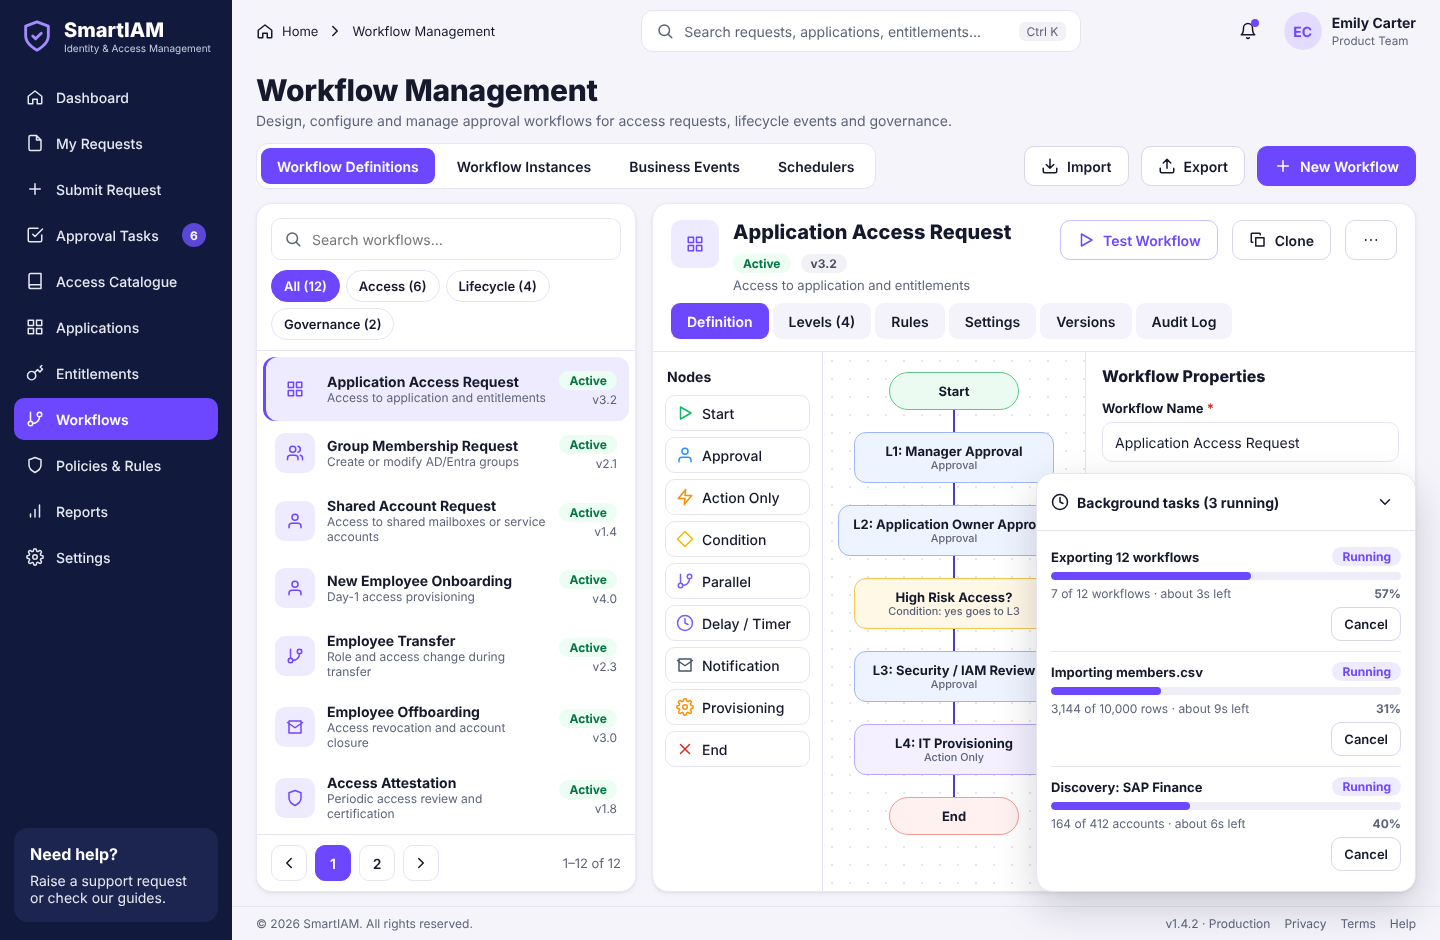 SmartIAM
Identity & Access Management
Dashboard
My Requests
Submit Request
Approval Tasks 6
Access Catalogue
Applications
Entitlements
Workflows
Policies & Rules
Reports
Settings
Need help?
Raise a support request
or check our guides.
Home Workflow Management
Search requests, applications, entitlements... Ctrl K
EC
Emily Carter
Product Team
Workflow Management
Design, configure and manage approval workflows for access requests, lifecycle events and governance.
Workflow Definitions Workflow Instances Business Events Schedulers
Import Export New Workflow
Search workflows...
All (12) Access (6) Lifecycle (4)
Governance (2)
Application Access Request Active
Access to application and entitlements v3.2
Group Membership Request Active
Create or modify AD/Entra groups v2.1
Shared Account Request Active
Access to shared mailboxes or service
accounts v1.4
New Employee Onboarding Active
Day-1 access provisioning v4.0
Employee Transfer Active
Role and access change during
transfer v2.3
Employee Offboarding Active
Access revocation and account
closure v3.0
Access Attestation Active
Periodic access review and
certification v1.8
1 2 1–12 of 12
Application Access Request
Active v3.2
Access to application and entitlements
Test Workflow Clone ...
Definition Levels (4) Rules Settings Versions Audit Log
Nodes
Start
Approval
Action Only
Condition
Parallel
Delay / Timer
Notification
Provisioning
End
Start
L1: Manager Approval
Approval
L2: Application Owner Appro
Approval
High Risk Access?
Condition: yes goes to L3
L3: Security / IAM Review
Approval
L4: IT Provisioning
Action Only
End
Workflow Properties
Workflow Name *
Application Access Request
Background tasks (3 running)
Exporting 12 workflows Running
7 of 12 workflows · about 3s left 57%
Cancel
Importing members.csv Running
3,144 of 10,000 rows · about 9s left 31%
Cancel
Discovery: SAP Finance Running
164 of 412 accounts · about 6s left 40%
Cancel
© 2026 SmartIAM. All rights reserved.
v1.4.2 · Production Privacy Terms Help